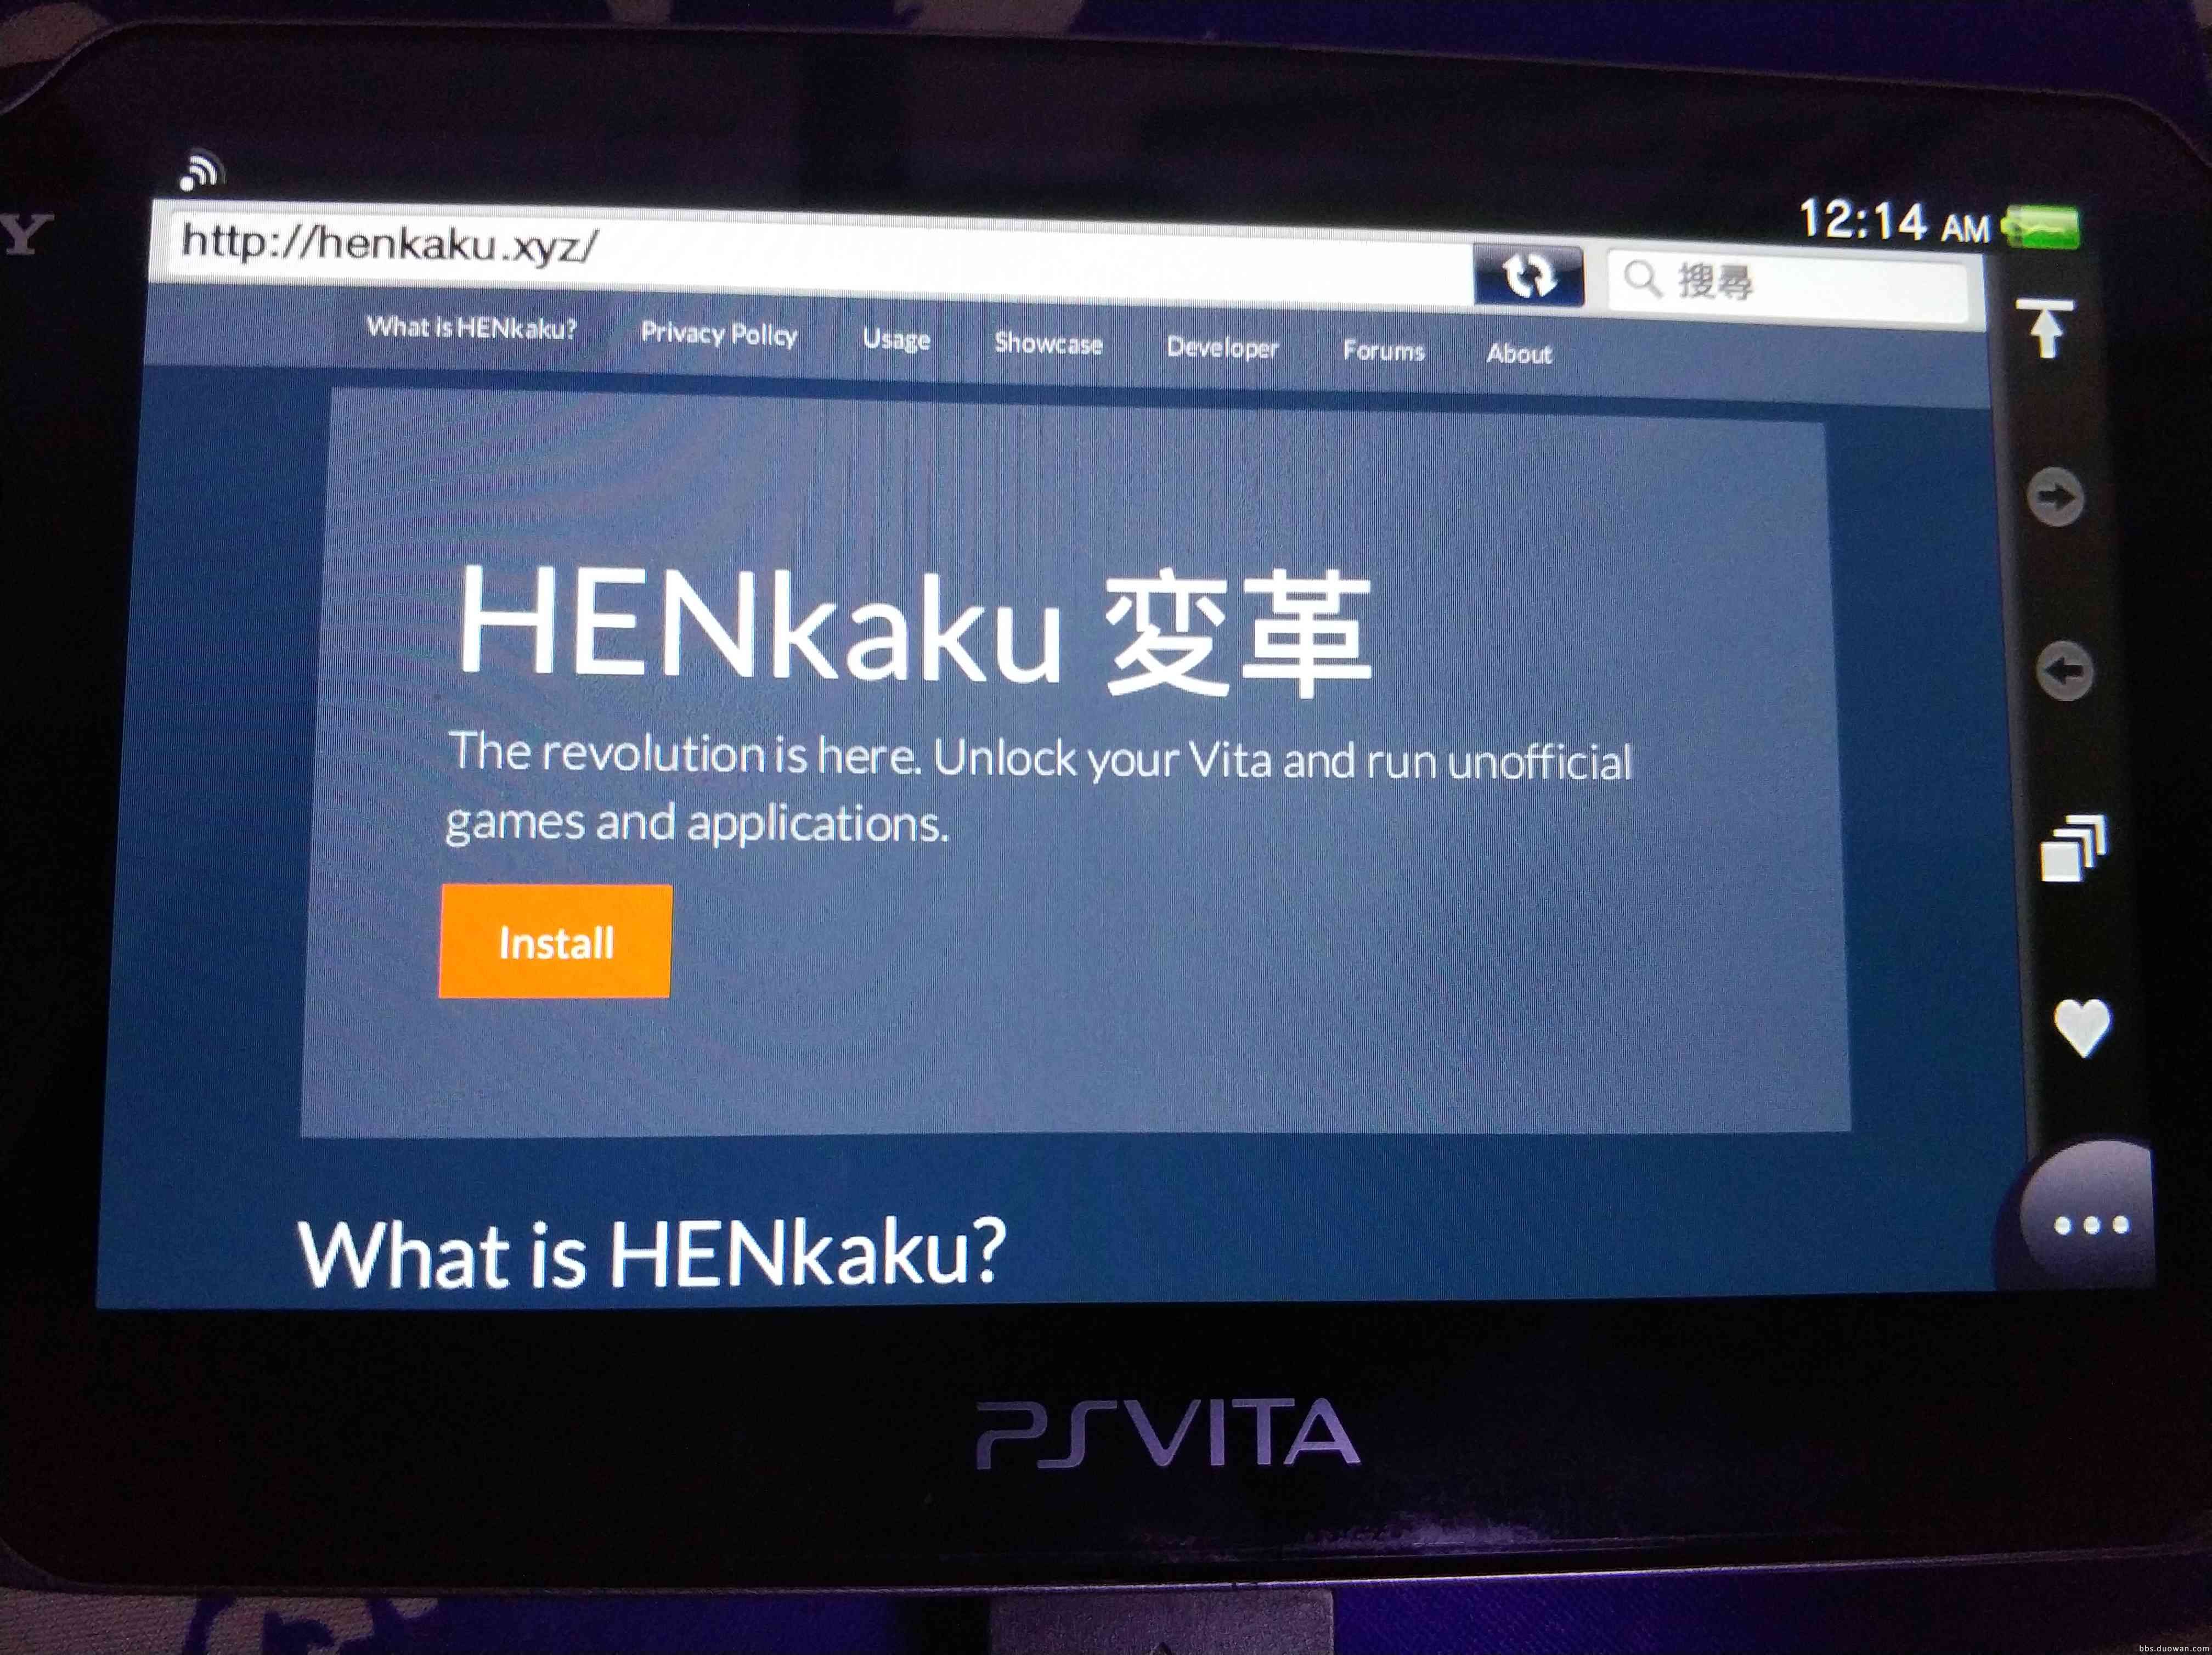 Y
12:14 AM
http://henkaku.xyz/
搜尋
What is HENkaku? Privacy Policy Usage Showcase Developer Forums About
HENkaku 変革
The revolution is here. Unlock your Vita and run unofficial
games and applications.
Install
What is HENkaku?
PSVITA
bbs.duowan.com